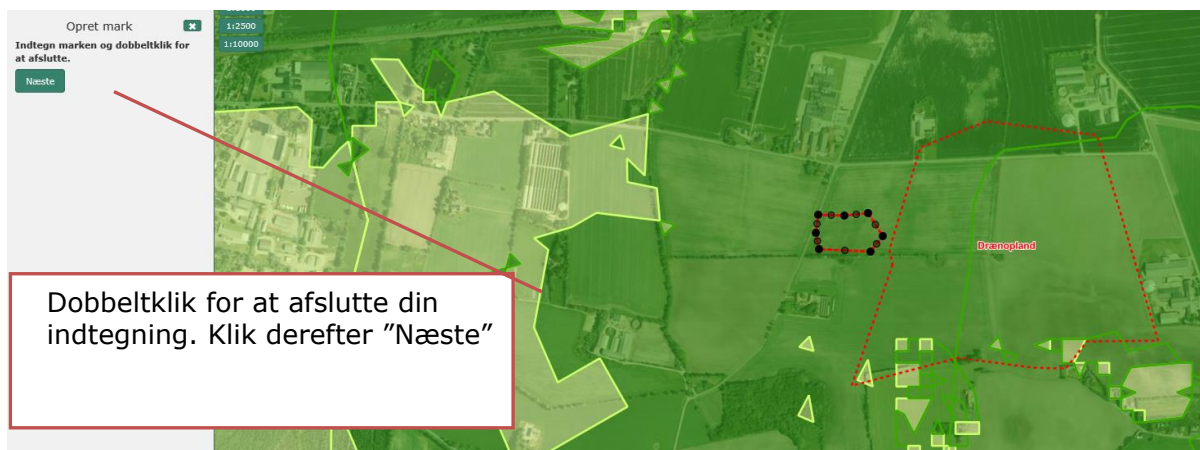 Opret mark
Indtegn marken og dobbeltklik for
at afslutte.
Næste
1:2500
1:10000
Drænopland
Dobbeltklik for at afslutte din
indtegning. Klik derefter ”Næste”